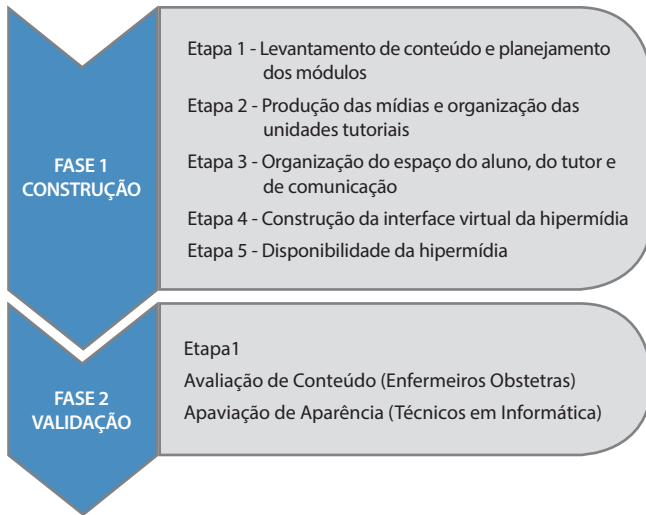 FASE 1
CONSTRUÇÃO
Etapa 1 - Levantamento de conteúdo e planejamento
dos módulos
Etapa 2 - Produção das mídias e organização das
unidades tutoriais
Etapa 3 - Organização do espaço do aluno, do tutor e
de comunicação
Etapa 4 - Construção da interface virtual da hipermídia
Etapa 5 - Disponibilidade da hipermídia
FASE 2
VALIDAÇÃO
Etapa1
Avaliação de Conteúdo (Enfermeiros Obstetras)
Apaviação de Aparência (Técnicos em Informática)